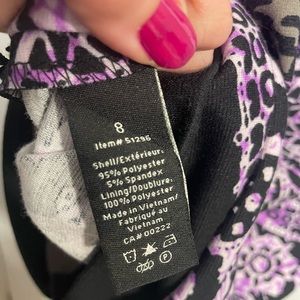 8
Item# 51296
Shell/Extérieur:
95% Polyester
5% Spandex
Lining/Doublure:
100% Polyester
Made in Vietnam/
Fabriqué au
Vietnam
CA# 00222
P